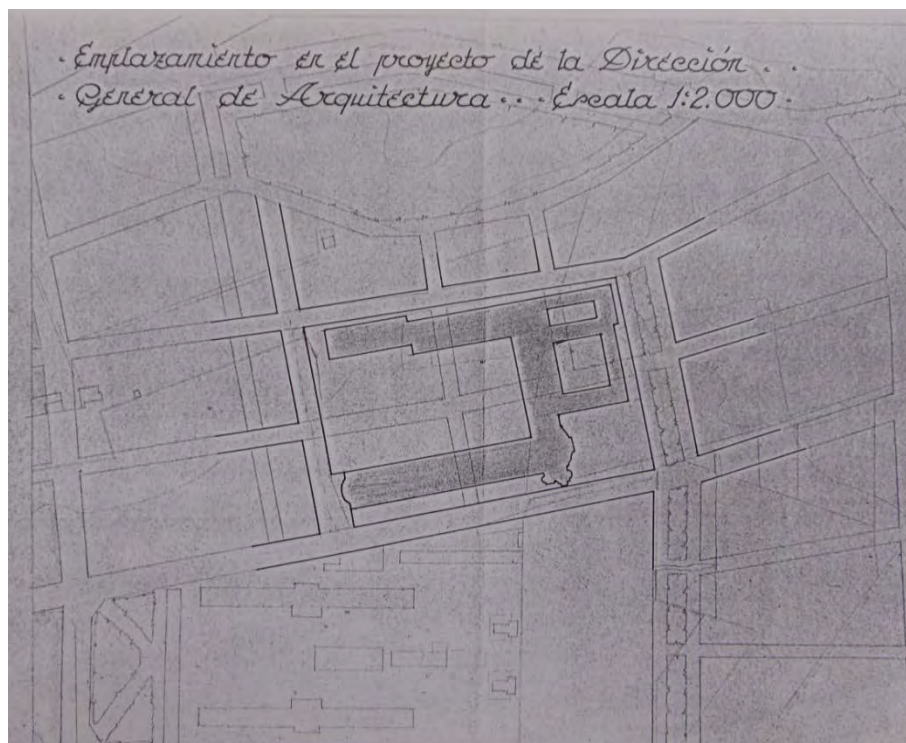 · Emplazamiento en el proyecto de la Dirección . .
· General de Arquitectura . . . Escala 1:2.000 ·